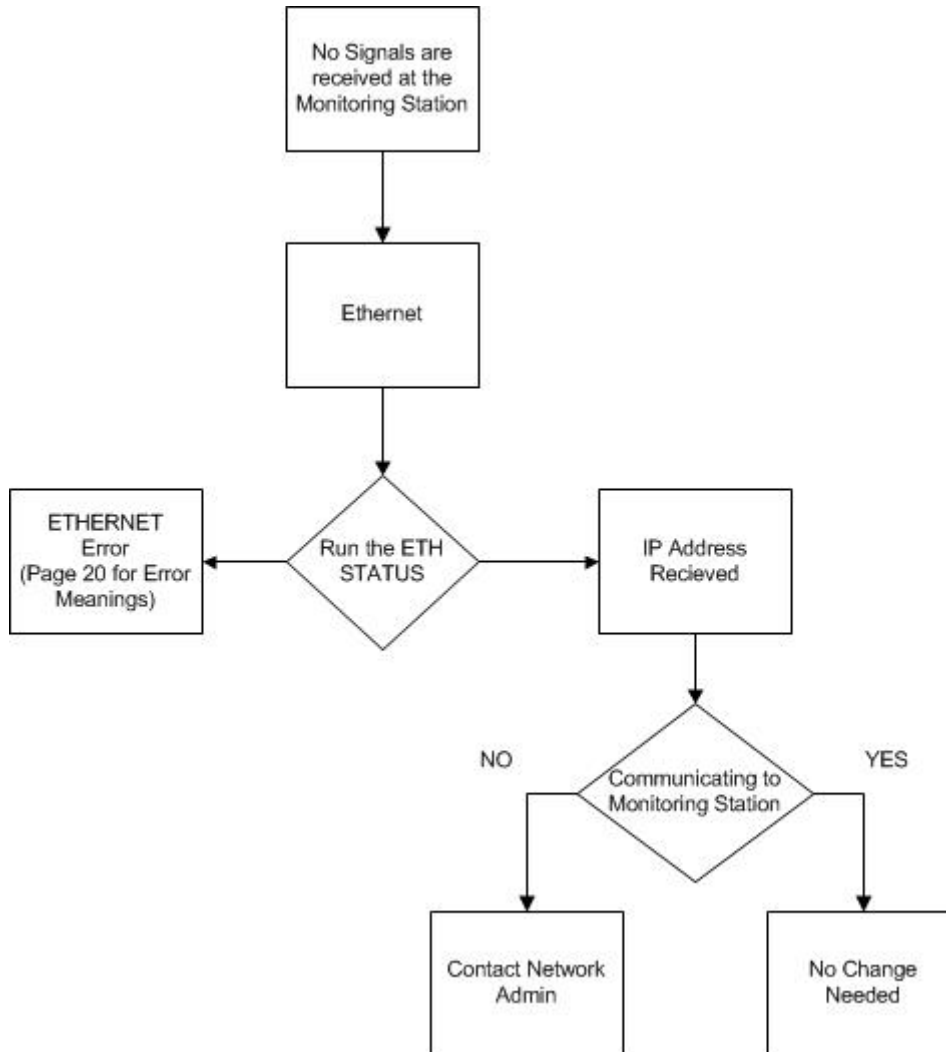 No Signals are
received at the
Monitoring Station
Ethernet
ETHERNET
Error
(Page 20 for Error
Meanings)
Run the ETH
STATUS
IP Address
Recieved
NO
YES
Communicating to
Monitoring Station
Contact Network
Admin
No Change
Needed